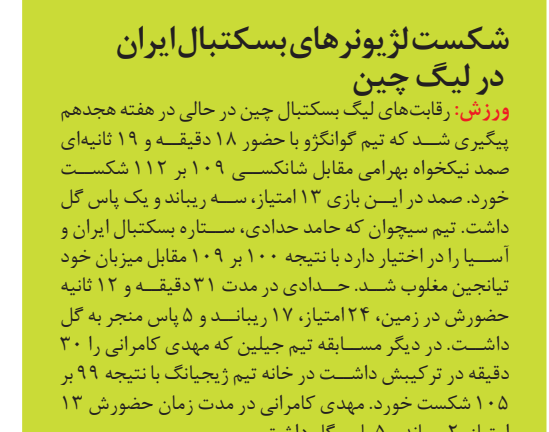 شکست لژیونرهای بسکتبال ایران
در لیگ چین
ورزش: رقابت‌های لیگ بسکتبال چین در حالی در هفته هجدهم
پیگیری شد که تیم گوانگژو با حضور ۱۸ دقیقه و ۱۹ ثانیه‌ای
صمد نیکخواه بهرامی مقابل شانکسی ۱۰۹ بر ۱۱۲ شکست
خورد. صمد در این بازی ۱۳ امتیاز، سه ریباند و یک پاس گل
داشت. تیم سیچوان که حامد حدادی، ستاره بسکتبال ایران و
آسیا را در اختیار دارد با نتیجه ۱۰۰ بر ۱۰۹ مقابل میزبان خود
تیانجین مغلوب شد. حدادی در مدت ۳۱ دقیقه و ۱۲ ثانیه
حضورش در زمین، ۲۴ امتیاز، ۱۷ ریباند و ۵ پاس منجر به گل
داشت. در دیگر مسابقه تیم جیلین که مهدی کامرانی را ۳۰
دقیقه در ترکیبش داشت در خانه تیم ژیجیانگ با نتیجه ۹۹ بر
۱۰۵ شکست خورد. مهدی کامرانی در مدت زمان حضورش ۱۳